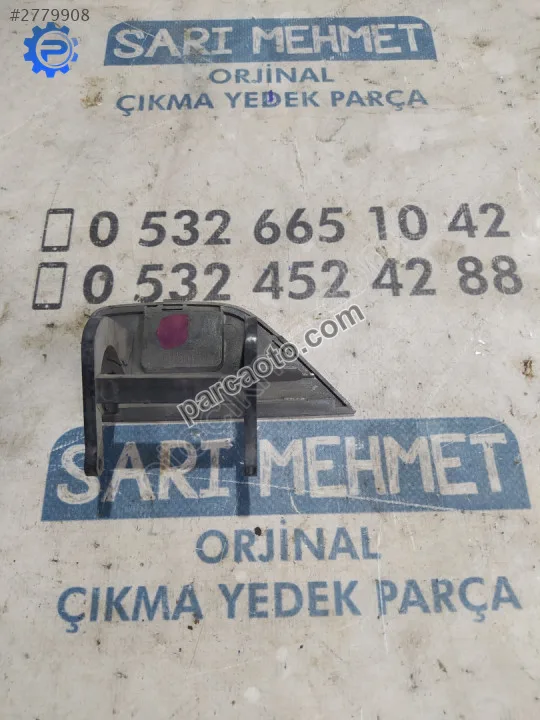 #2779908
SARI MEHMET
ORJİNAL
ÇIKMA YEDEK PARÇA
0 532 665 10 42
0 532 452 42 88
parcaoto.com
SARI MEHMET
ORJİNAL
ÇIKMA YEDEK PARÇA